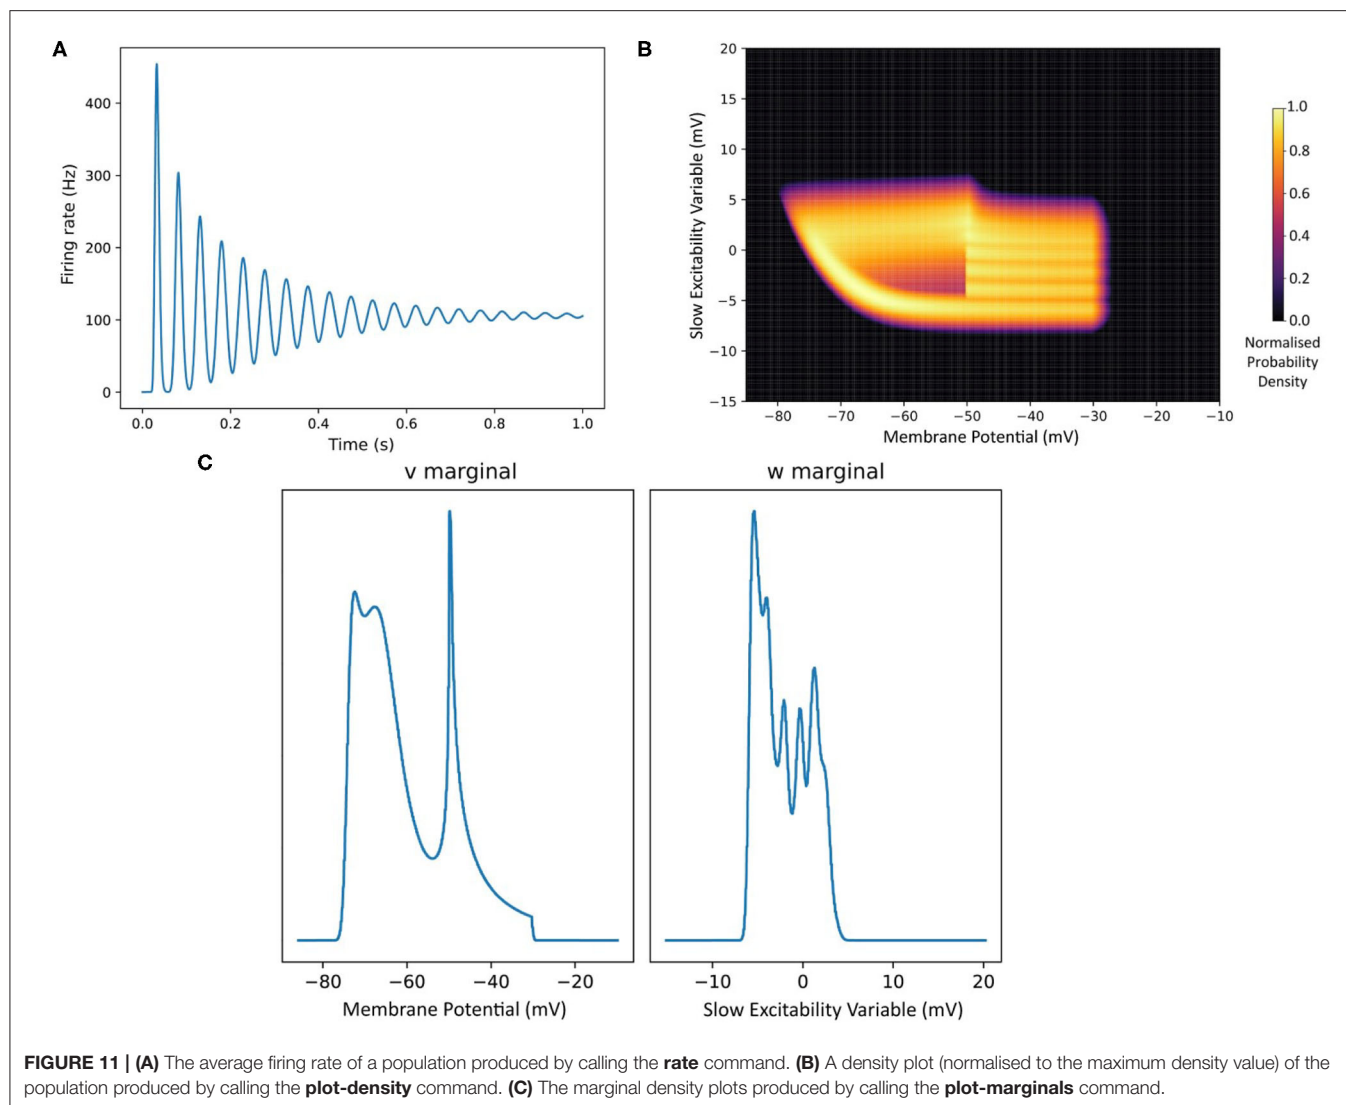 A
400
300
200
100
0
Firing rate (Hz)
0.0 0.2 0.4 0.6 0.8 1.0
Time (s)
B
20
15
10
5
0
−5
−10
−15
Slow Excitability Variable (mV)
−80 −70 −60 −50 −40 −30 −20 −10
Membrane Potential (mV)
1.0
0.8
0.6
0.4
0.2
0.0
Normalised
Probability
Density
C
v marginal
−80 −60 −40 −20
Membrane Potential (mV)
w marginal
−10 0 10 20
Slow Excitability Variable (mV)
FIGURE 11 | (A) The average firing rate of a population produced by calling the rate command. (B) A density plot (normalised to the maximum density value) of the
population produced by calling the plot-density command. (C) The marginal density plots produced by calling the plot-marginals command.